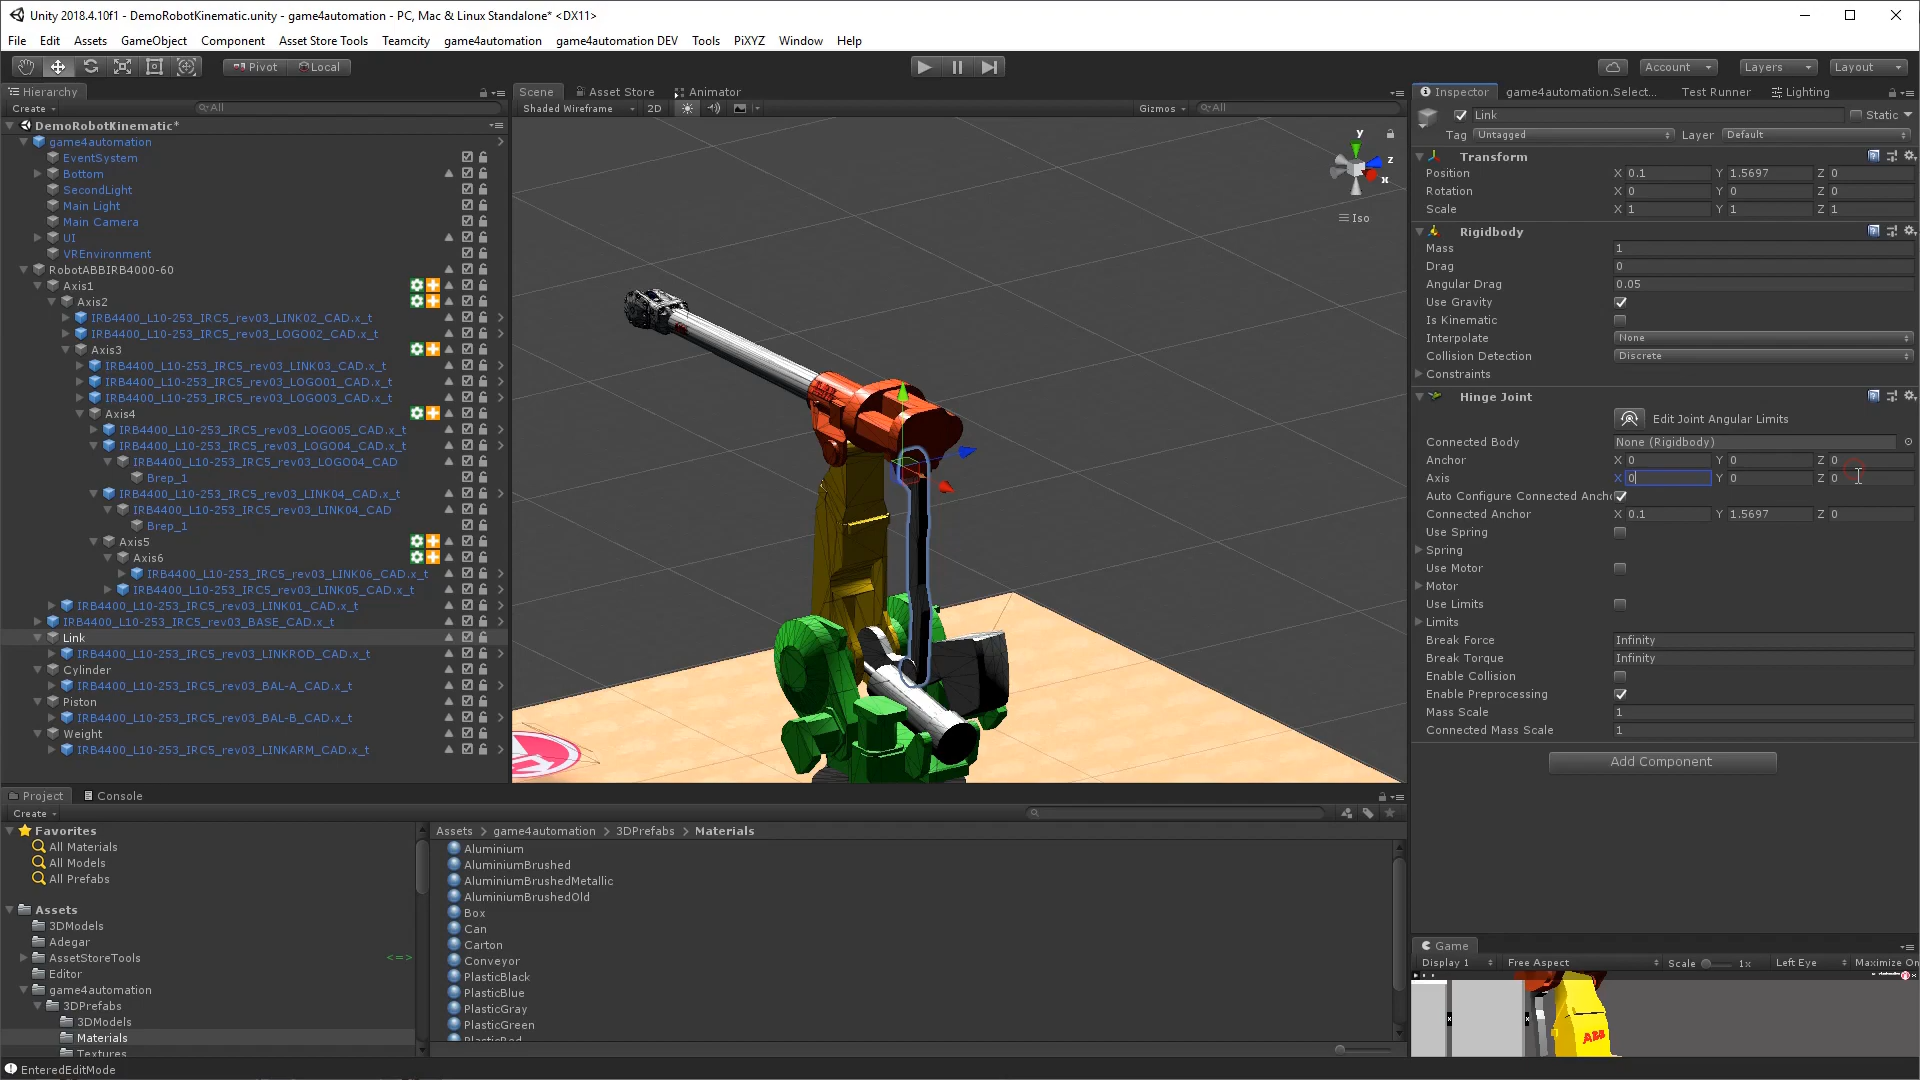 Unity 2018.4.10f1 - DemoRobotKinematic.unity - game4automation - PC, Mac & Linux Standalone* <DX11>
File Edit Assets GameObject Component Asset Store Tools Teamcity game4automation game4automation DEV Tools PiXYZ Window Help
Pivot Local Account Layers Layout
Hierarchy
Create All
DemoRobotKinematic*
game4automation
EventSystem
Bottom
SecondLight
Main Light
Main Camera
UI
VREnvironment
RobotABBIRB4000-60
Axis1
Axis2
IRB4400_L10-253_IRC5_rev03_LINK02_CAD.x_t
IRB4400_L10-253_IRC5_rev03_LOGO02_CAD.x_t
Axis3
IRB4400_L10-253_IRC5_rev03_LINK03_CAD.x_t
IRB4400_L10-253_IRC5_rev03_LOGO01_CAD.x_t
IRB4400_L10-253_IRC5_rev03_LOGO03_CAD.x_t
Axis4
IRB4400_L10-253_IRC5_rev03_LOGO05_CAD.x_t
IRB4400_L10-253_IRC5_rev03_LOGO04_CAD.x_t
IRB4400_L10-253_IRC5_rev03_LOGO04_CAD
Brep_1
IRB4400_L10-253_IRC5_rev03_LINK04_CAD.x_t
IRB4400_L10-253_IRC5_rev03_LINK04_CAD
Brep_1
Axis5
Axis6
IRB4400_L10-253_IRC5_rev03_LINK06_CAD.x_t
IRB4400_L10-253_IRC5_rev03_LINK05_CAD.x_t
IRB4400_L10-253_IRC5_rev03_LINK01_CAD.x_t
IRB4400_L10-253_IRC5_rev03_BASE_CAD.x_t
Link
IRB4400_L10-253_IRC5_rev03_LINKROD_CAD.x_t
Cylinder
IRB4400_L10-253_IRC5_rev03_BAL-A_CAD.x_t
Piston
IRB4400_L10-253_IRC5_rev03_BAL-B_CAD.x_t
Weight
IRB4400_L10-253_IRC5_rev03_LINKARM_CAD.x_t
Scene Asset Store Animator
Shaded Wireframe 2D Gizmos All
y
z
x
Iso
Inspector game4automation.Select... Test Runner Lighting
Link Static
Tag Untagged Layer Default
Transform
Position X 0.1 Y 1.5697 Z 0
Rotation X 0 Y 0 Z 0
Scale X 1 Y 1 Z 1
Rigidbody
Mass 1
Drag 0
Angular Drag 0.05
Use Gravity
Is Kinematic
Interpolate None
Collision Detection Discrete
Constraints
Hinge Joint
Edit Joint Angular Limits
Connected Body None (Rigidbody)
Anchor X 0 Y 0 Z 0
Axis X 0 Y 0 Z 0
Auto Configure Connected Ancho
Connected Anchor X 0.1 Y 1.5697 Z 0
Use Spring
Spring
Use Motor
Motor
Use Limits
Limits
Break Force Infinity
Break Torque Infinity
Enable Collision
Enable Preprocessing
Mass Scale 1
Connected Mass Scale 1
Add Component
Project Console
Create
Favorites
All Materials
All Models
All Prefabs
Assets
3DModels
Adegar
AssetStoreTools <=>
Editor
game4automation
3DPrefabs
3DModels
Materials
Textures
Assets > game4automation > 3DPrefabs > Materials
Aluminium
AluminiumBrushed
AluminiumBrushedMetallic
AluminiumBrushedOld
Box
Can
Carton
Conveyor
PlasticBlack
PlasticBlue
PlasticGray
PlasticGreen
PlasticRed
Game
Display 1 Free Aspect Scale 1x Left Eye Maximize On
ABB
EnteredEditMode